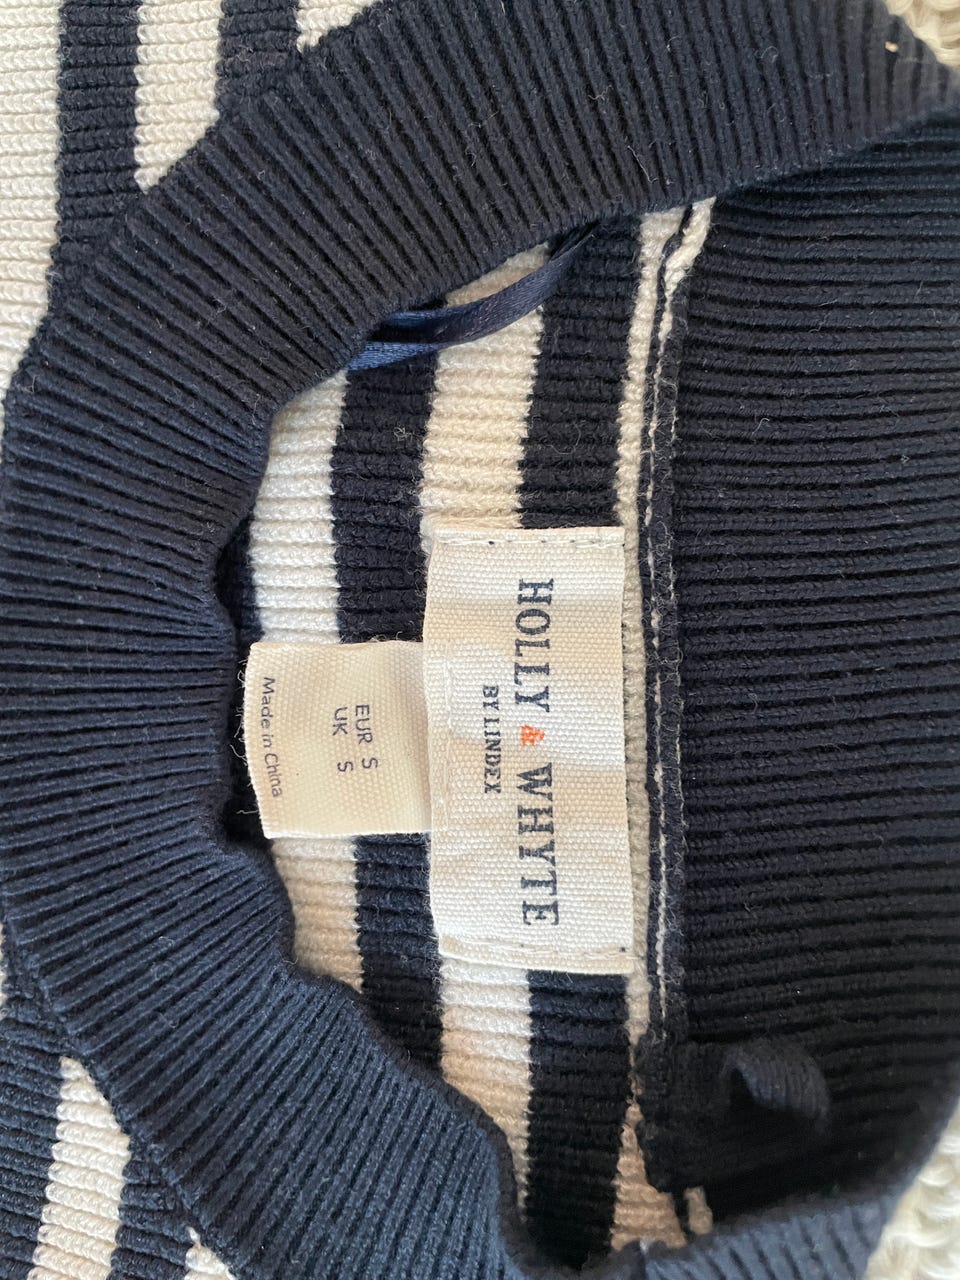 HOLLY & WHYTE
BY LINDEX
EUR S
UK S
Made in China